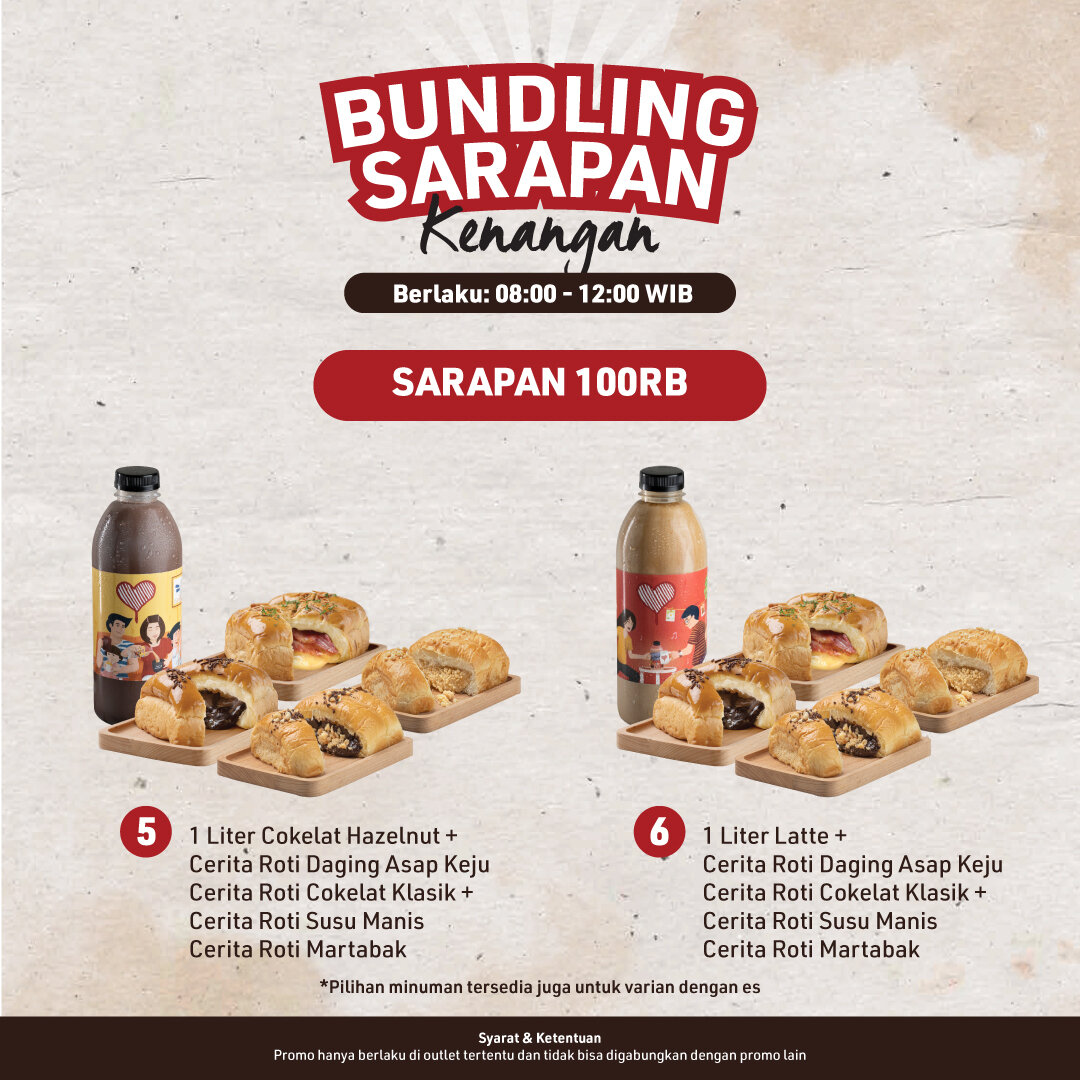 BUNDLING
SARAPAN
Kenangan
Berlaku: 08:00 - 12:00 WIB
SARAPAN 100RB
5
1 Liter Cokelat Hazelnut +
Cerita Roti Daging Asap Keju
Cerita Roti Cokelat Klasik +
Cerita Roti Susu Manis
Cerita Roti Martabak
6
1 Liter Latte +
Cerita Roti Daging Asap Keju
Cerita Roti Cokelat Klasik +
Cerita Roti Susu Manis
Cerita Roti Martabak
*Pilihan minuman tersedia juga untuk varian dengan es
Syarat & Ketentuan
Promo hanya berlaku di outlet tertentu dan tidak bisa digabungkan dengan promo lain